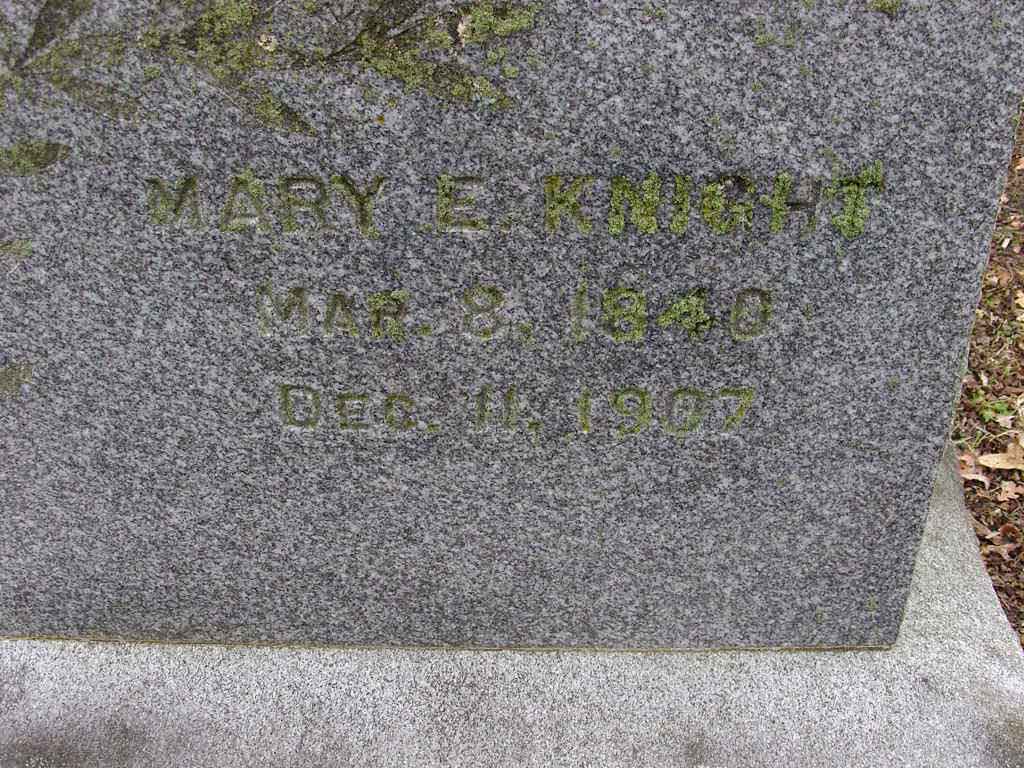 MARY E. KNIGHT
MAR. 8, 1840
DEC. 11, 1907